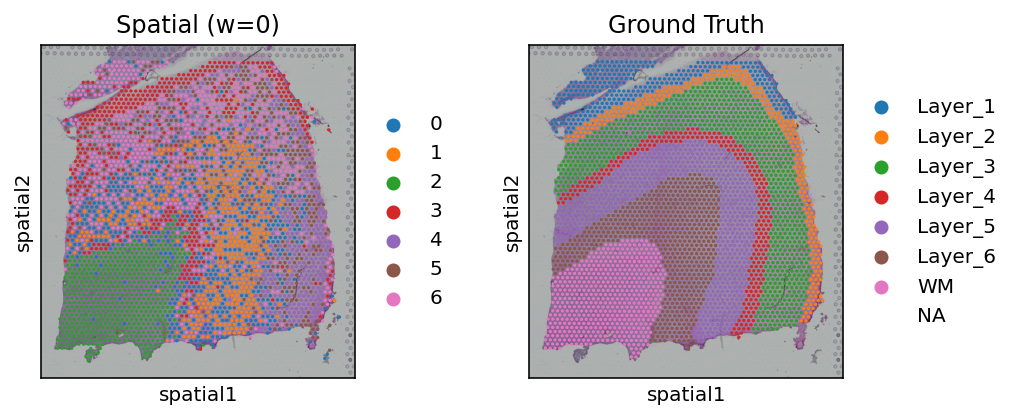 Spatial (w=0)
Ground Truth
spatial2
spatial1
0
1
2
3
4
5
6
spatial2
spatial1
Layer_1
Layer_2
Layer_3
Layer_4
Layer_5
Layer_6
WM
NA